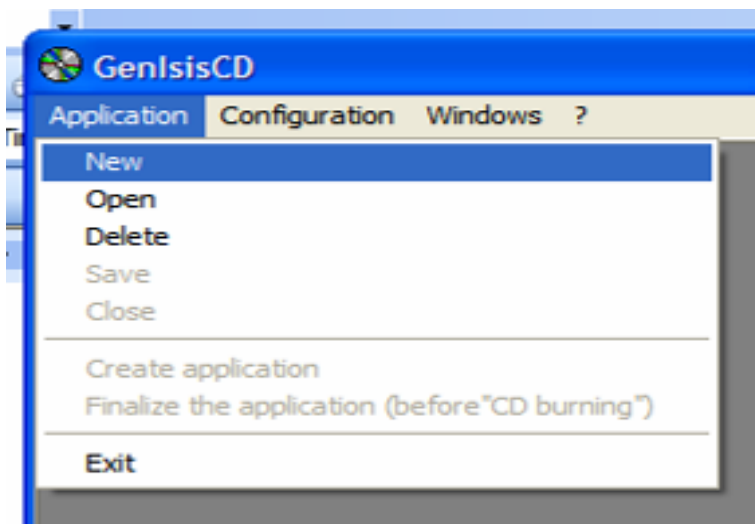 GenIsisCD
Application Configuration Windows ?
New
Open
Delete
Save
Close
Create application
Finalize the application (before"CD burning")
Exit